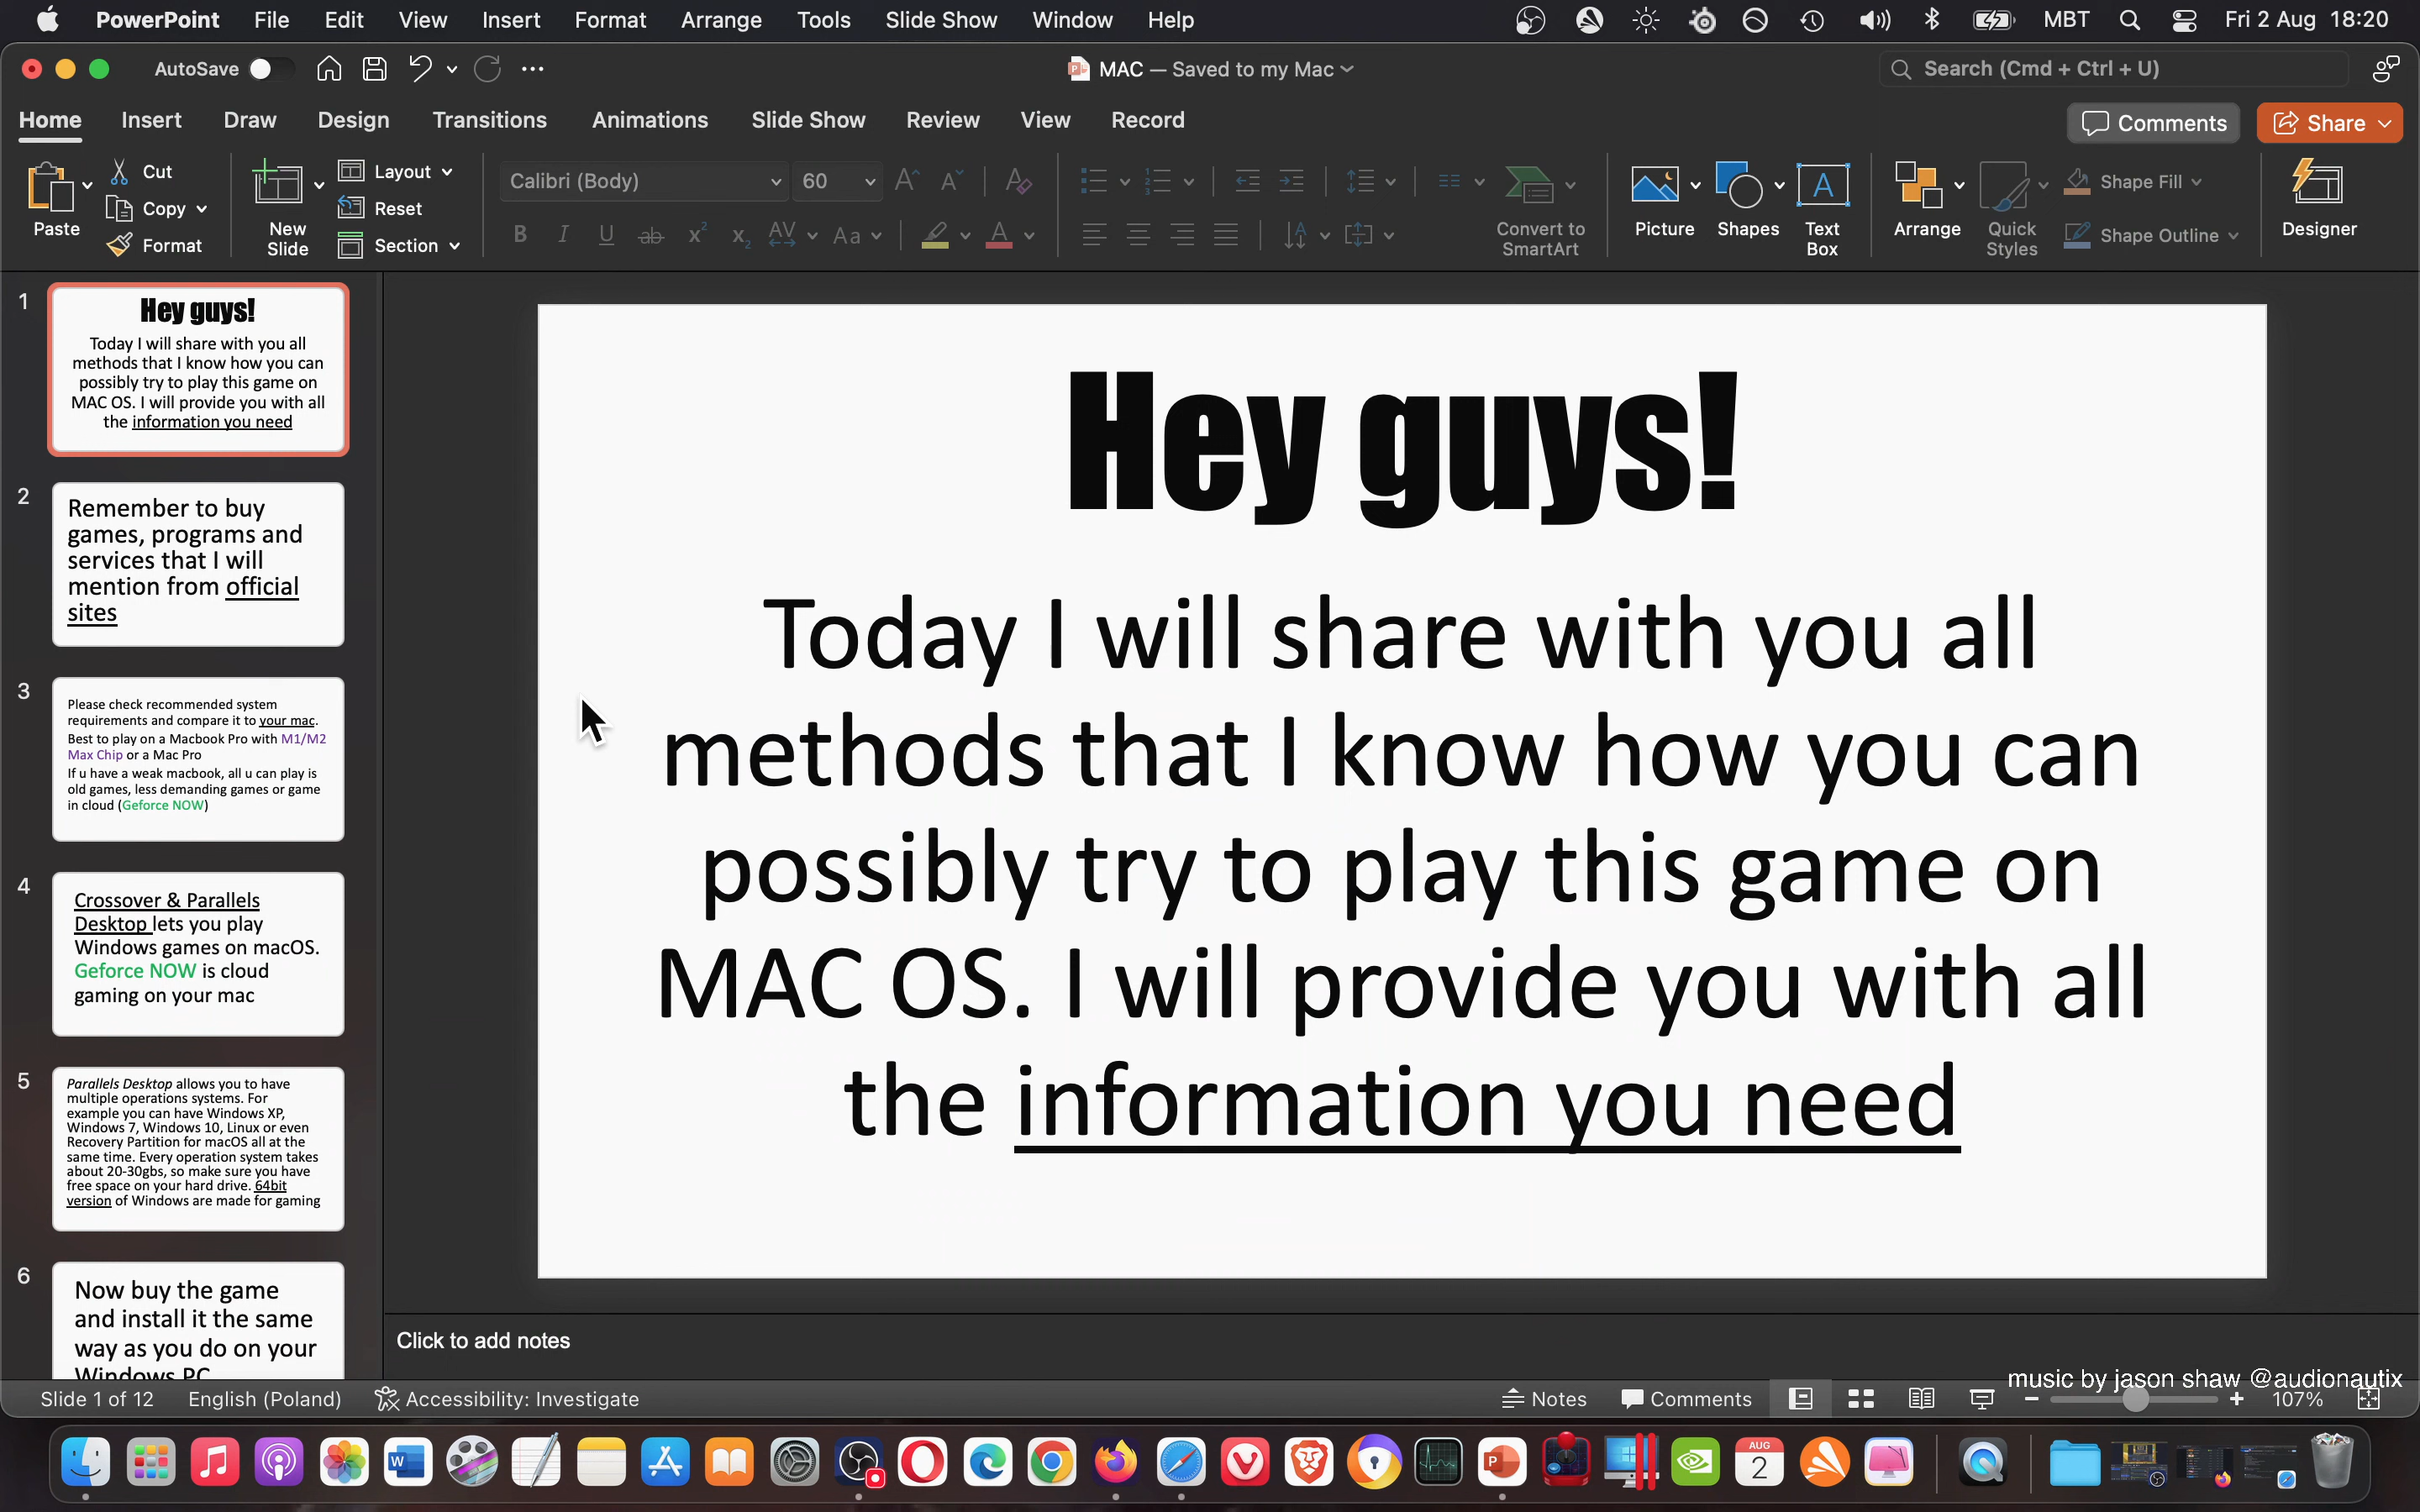 PowerPoint File Edit View Insert Format Arrange Tools Slide Show Window Help MBT Fri 2 Aug 18:20
AutoSave MAC — Saved to my Mac Search (Cmd + Ctrl + U)
Home Insert Draw Design Transitions Animations Slide Show Review View Record Comments Share
Paste Cut Copy Format
New Slide Layout Reset Section
Calibri (Body) 60
Convert to SmartArt
Picture Shapes Text Box
Arrange Quick Styles Shape Fill Shape Outline
Designer
1
Hey guys!
Today I will share with you all
methods that I know how you can
possibly try to play this game on
MAC OS. I will provide you with all
the information you need
2
Remember to buy
games, programs and
services that I will
mention from official
sites
3
Please check recommended system
requirements and compare it to your mac.
Best to play on a Macbook Pro with M1/M2
Max Chip or a Mac Pro
If u have a weak macbook, all u can play is
old games, less demanding games or game
in cloud (Geforce NOW)
4
Crossover & Parallels
Desktop lets you play
Windows games on macOS.
Geforce NOW is cloud
gaming on your mac
5
Parallels Desktop allows you to have
multiple operations systems. For
example you can have Windows XP,
Windows 7, Windows 10, Linux or even
Recovery Partition for macOS all at the
same time. Every operation system takes
about 20-30gbs, so make sure you have
free space on your hard drive. 64bit
version of Windows are made for gaming
6
Now buy the game
and install it the same
way as you do on your
Windows PC
Hey guys!
Today I will share with you all
methods that I know how you can
possibly try to play this game on
MAC OS. I will provide you with all
the information you need
Click to add notes
music by jason shaw @audionautix
Slide 1 of 12 English (Poland) Accessibility: Investigate Notes Comments 107%
AUG
2